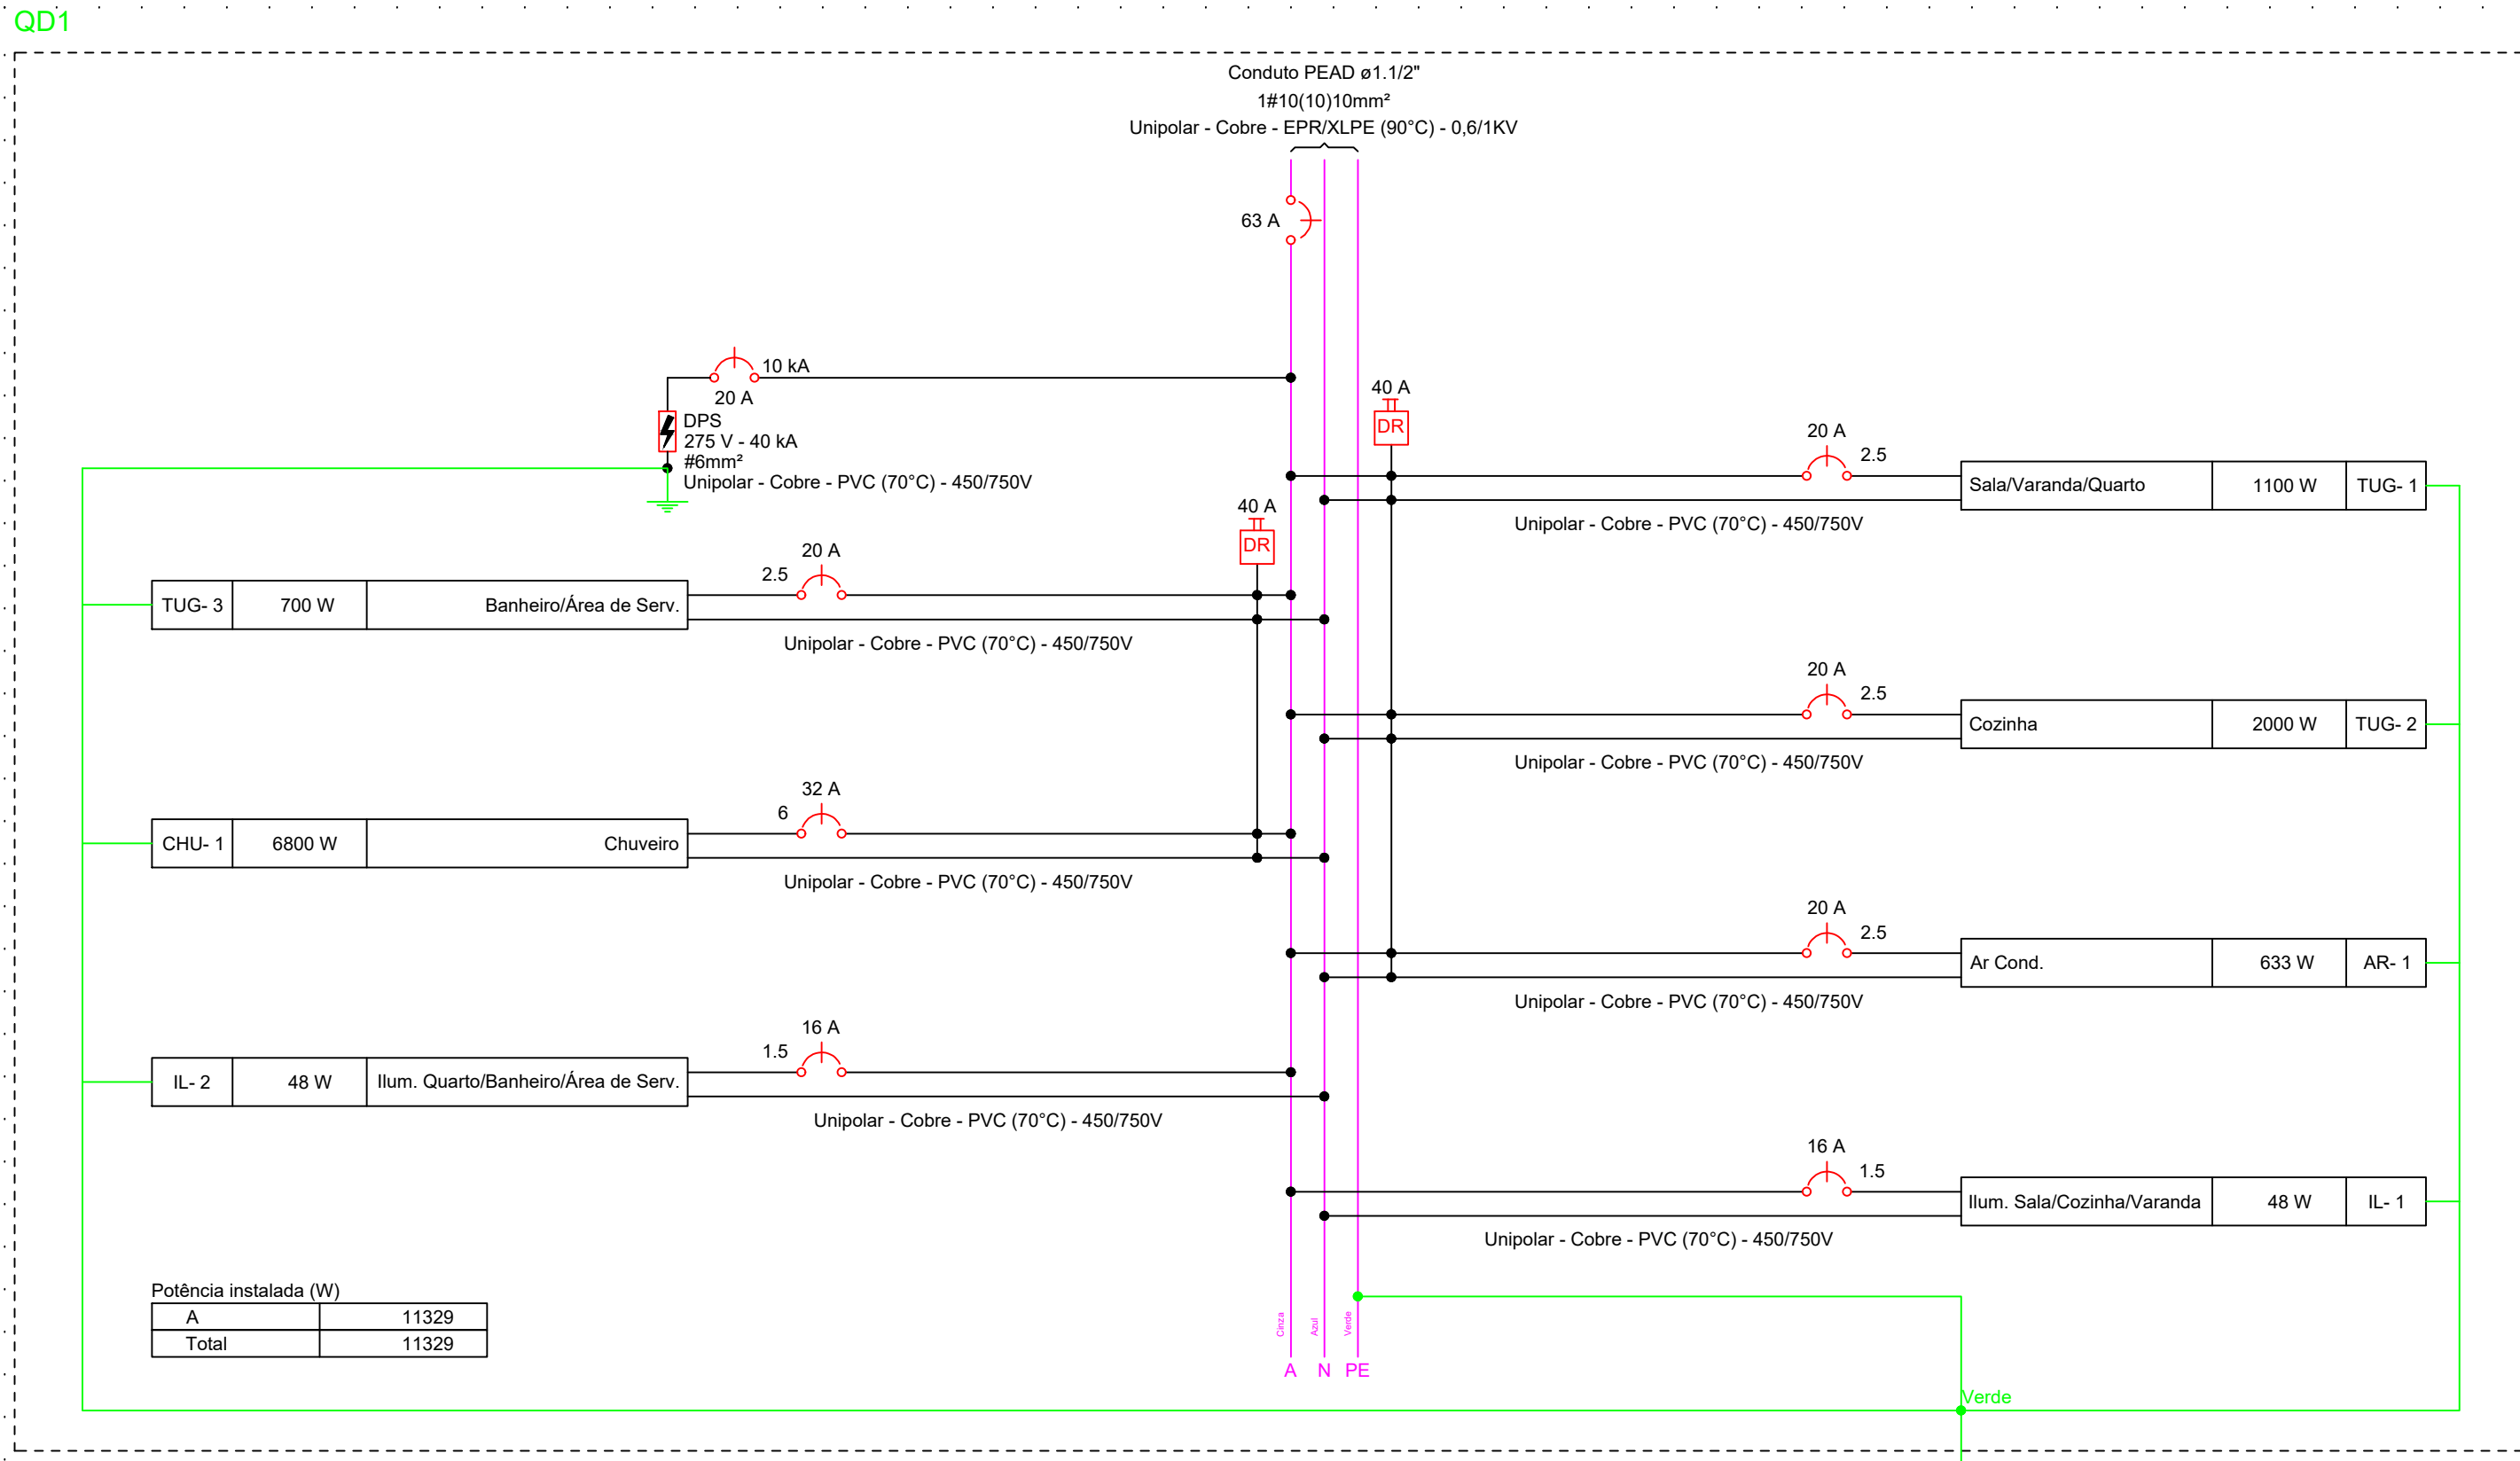 QD1
Conduto PEAD ø1.1/2"
1#10(10)10mm²
Unipolar - Cobre - EPR/XLPE (90°C) - 0,6/1KV
63 A
10 kA
20 A
DPS
275 V - 40 kA
#6mm²
Unipolar - Cobre - PVC (70°C) - 450/750V
40 A
DR
20 A
2.5
Sala/Varanda/Quarto 1100 W TUG- 1
Unipolar - Cobre - PVC (70°C) - 450/750V
40 A
DR
20 A
2.5
TUG- 3 700 W Banheiro/Área de Serv.
Unipolar - Cobre - PVC (70°C) - 450/750V
20 A
2.5
Cozinha 2000 W TUG- 2
Unipolar - Cobre - PVC (70°C) - 450/750V
32 A
6
CHU- 1 6800 W Chuveiro
Unipolar - Cobre - PVC (70°C) - 450/750V
20 A
2.5
Ar Cond. 633 W AR- 1
Unipolar - Cobre - PVC (70°C) - 450/750V
16 A
1.5
IL- 2 48 W Ilum. Quarto/Banheiro/Área de Serv.
Unipolar - Cobre - PVC (70°C) - 450/750V
16 A
1.5
Ilum. Sala/Cozinha/Varanda 48 W IL- 1
Unipolar - Cobre - PVC (70°C) - 450/750V
Potência instalada (W)
A 11329
Total 11329
Cinza Azul Verde
A N PE
Verde